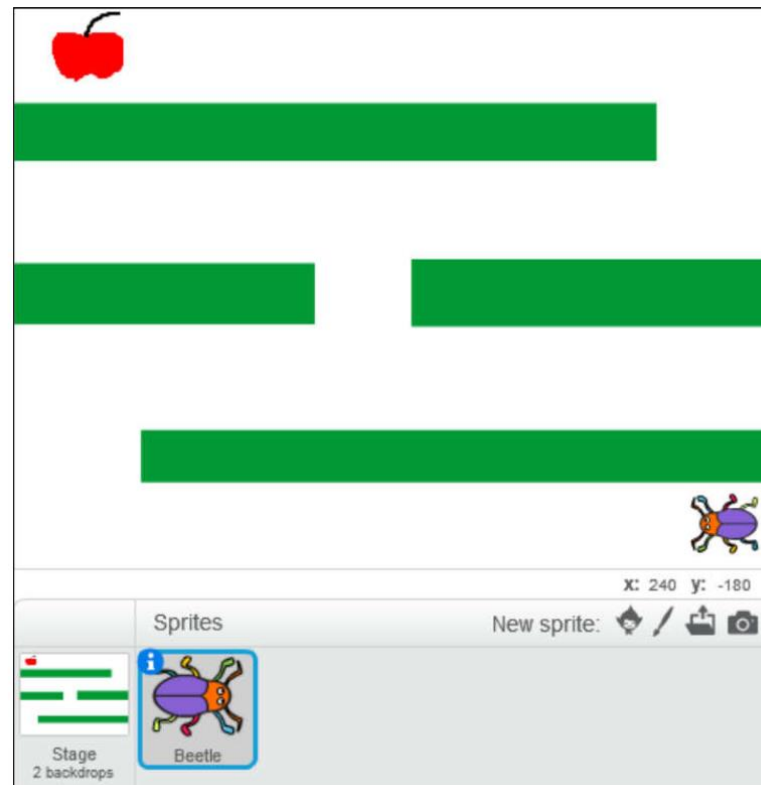 x: 240 y: -180
Sprites
New sprite:
i
Stage
2 backdrops
Beetle